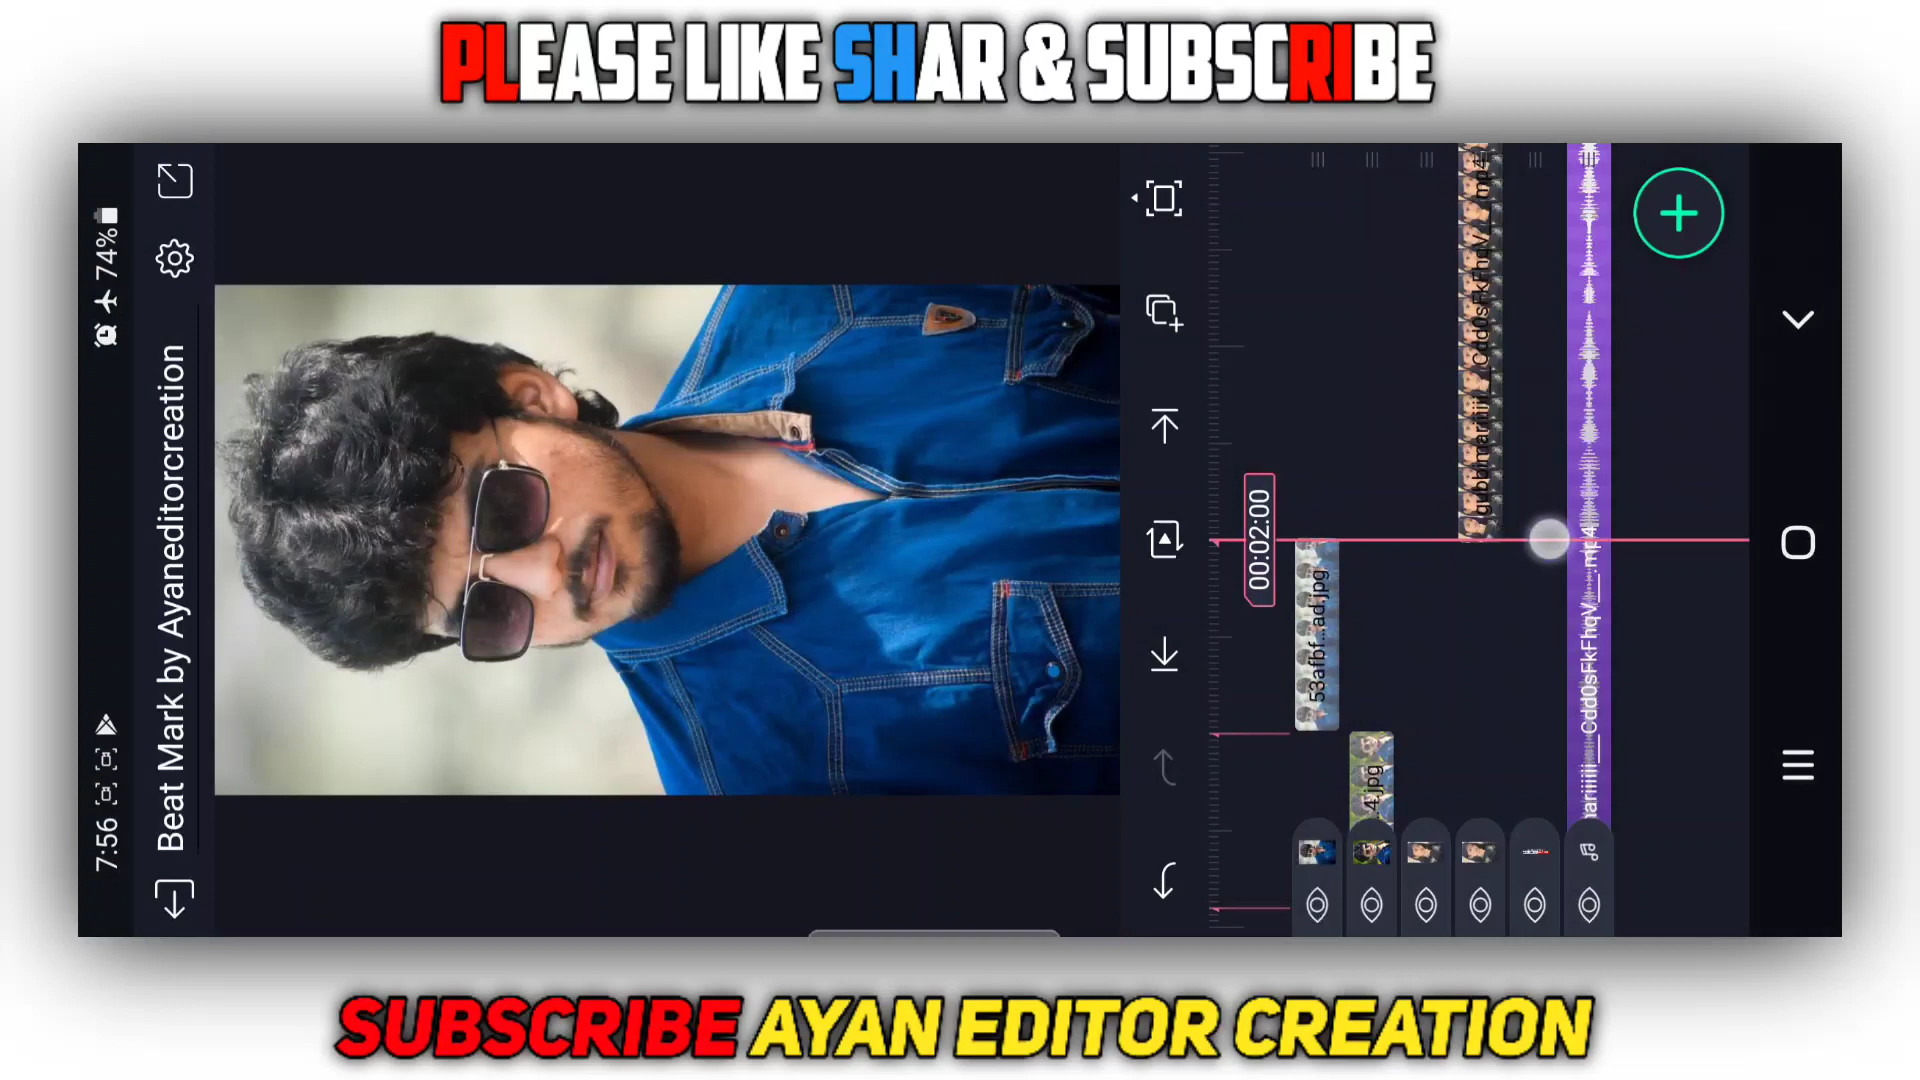 PLEASE LIKE SHAR & SUBSCRIBE
7:56
74%
Beat Mark by Ayaneditorcreation
00:02:00
53afbf...ad.jpg
4.jpg
SUBSCRIBE AYAN EDITOR CREATION